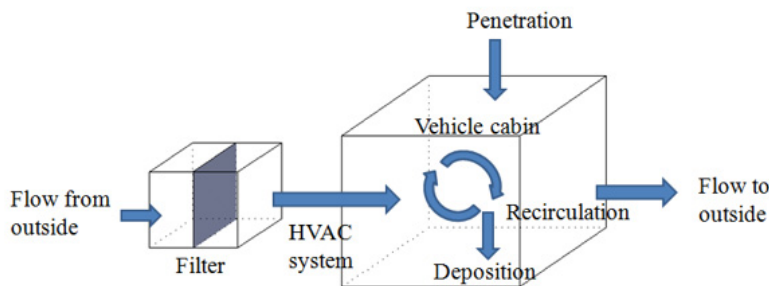 Penetration
Vehicle cabin
Flow from
outside
Filter
HVAC
system
Recirculation
Deposition
Flow to
outside